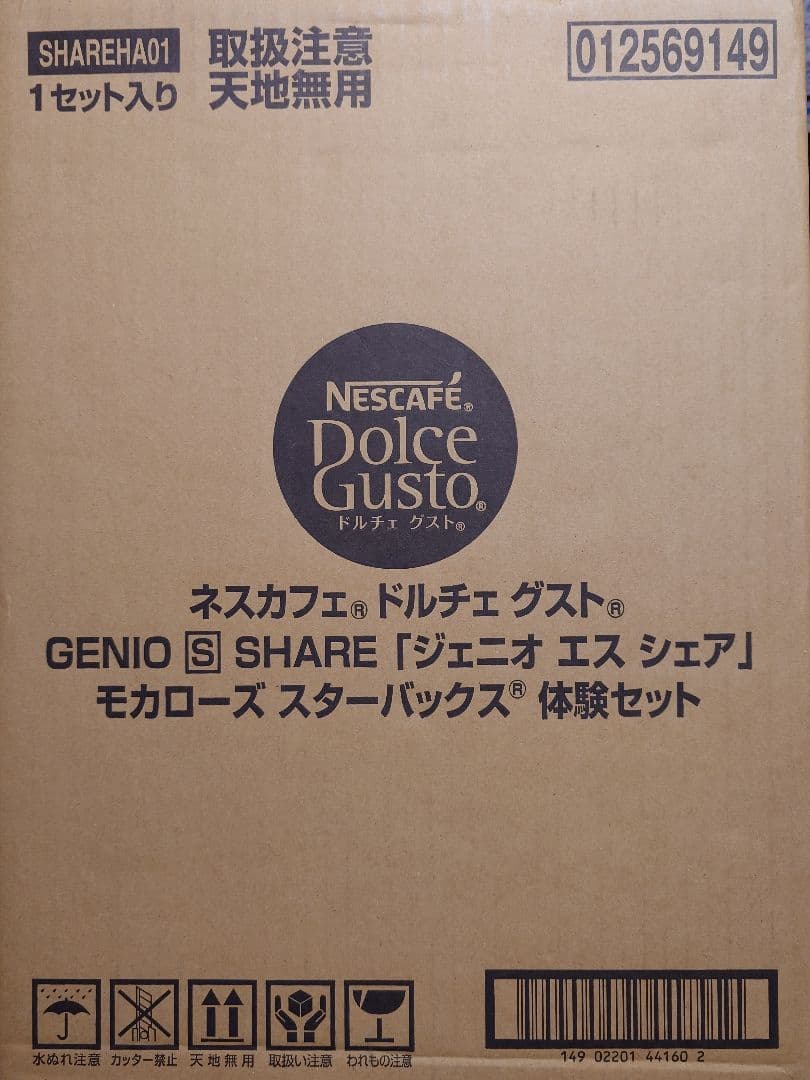 SHAREHA01
1セット入り
取扱注意
天地無用
012569149
NESCAFÉ®
Dolce
Gusto®
ドルチェ グスト®
ネスカフェ® ドルチェ グスト®
GENIO S SHARE「ジェニオ エス シェア」
モカローズ スターバックス® 体験セット
水ぬれ注意 カッター禁止 天地無用 取扱い注意 われもの注意
149 02201 44160 2